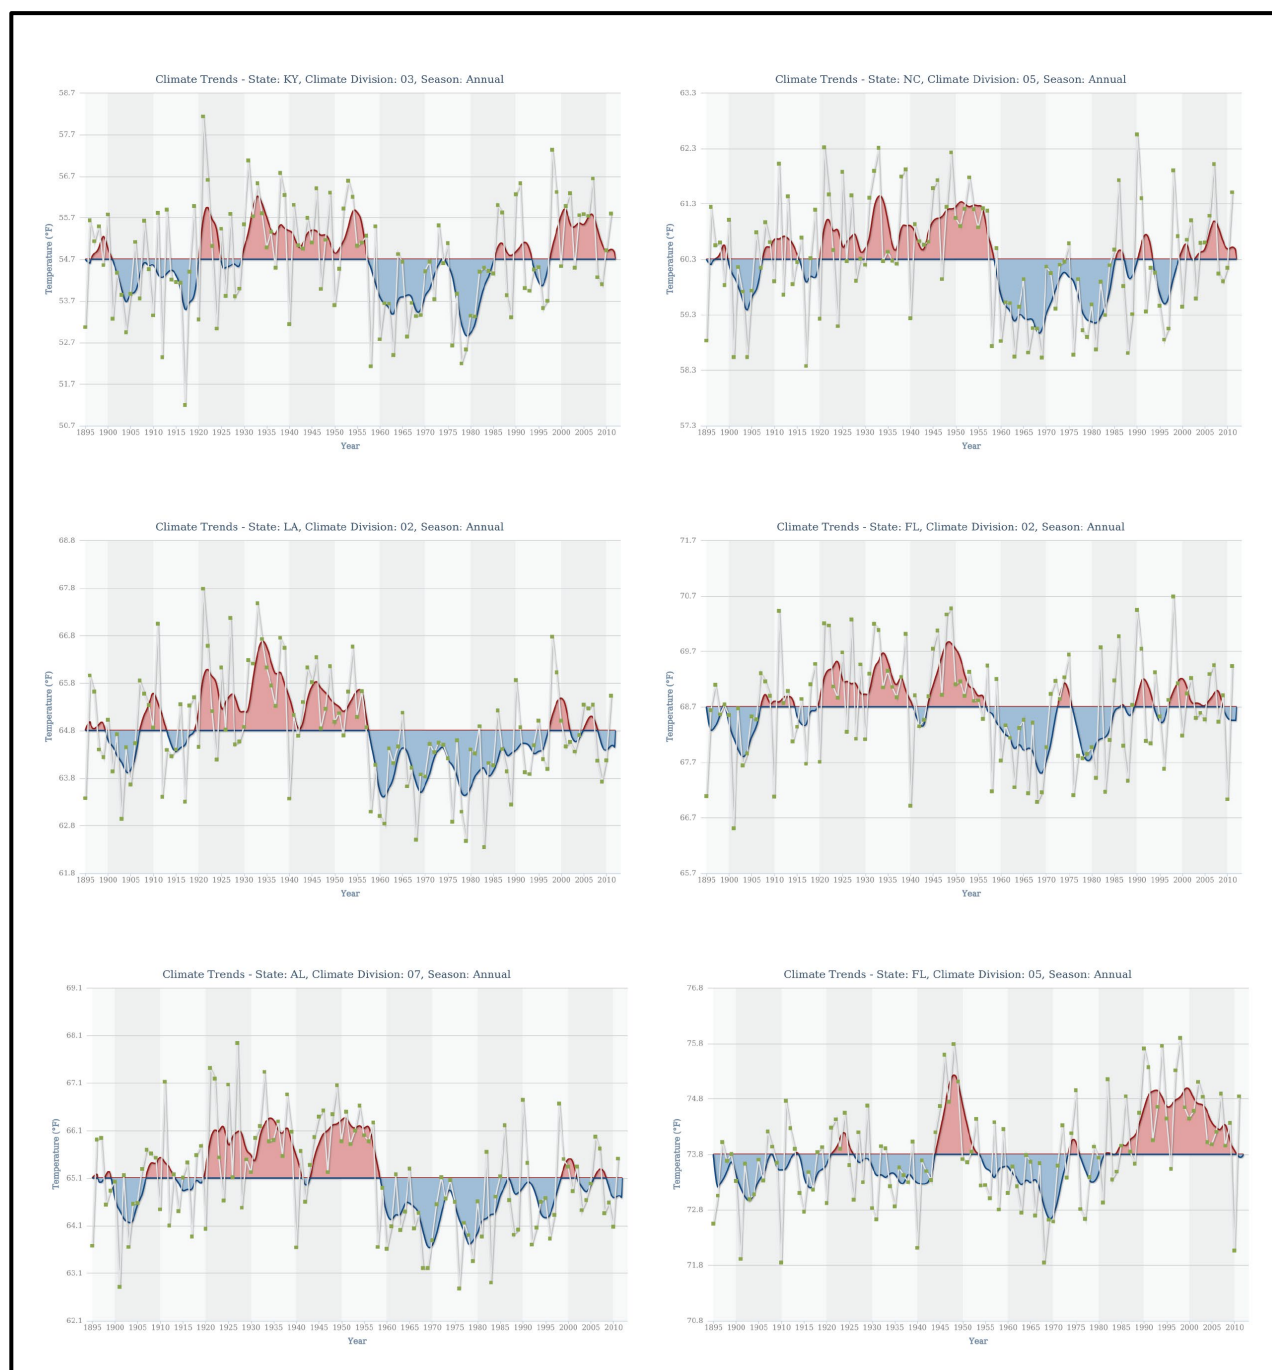 Climate Trends - State: KY, Climate Division: 03, Season: Annual
58.7
57.7
56.7
55.7
54.7
53.7
52.7
51.7
50.7
Temperature (°F)
1895 1900 1905 1910 1915 1920 1925 1930 1935 1940 1945 1950 1955 1960 1965 1970 1975 1980 1985 1990 1995 2000 2005 2010
Year
Climate Trends - State: NC, Climate Division: 05, Season: Annual
63.3
62.3
61.3
60.3
59.3
58.3
57.3
Temperature (°F)
1895 1900 1905 1910 1915 1920 1925 1930 1935 1940 1945 1950 1955 1960 1965 1970 1975 1980 1985 1990 1995 2000 2005 2010
Year
Climate Trends - State: LA, Climate Division: 02, Season: Annual
68.8
67.8
66.8
65.8
64.8
63.8
62.8
61.8
Temperature (°F)
1895 1900 1905 1910 1915 1920 1925 1930 1935 1940 1945 1950 1955 1960 1965 1970 1975 1980 1985 1990 1995 2000 2005 2010
Year
Climate Trends - State: FL, Climate Division: 02, Season: Annual
71.7
70.7
69.7
68.7
67.7
66.7
65.7
Temperature (°F)
1895 1900 1905 1910 1915 1920 1925 1930 1935 1940 1945 1950 1955 1960 1965 1970 1975 1980 1985 1990 1995 2000 2005 2010
Year
Climate Trends - State: AL, Climate Division: 07, Season: Annual
69.1
68.1
67.1
66.1
65.1
64.1
63.1
62.1
Temperature (°F)
1895 1900 1905 1910 1915 1920 1925 1930 1935 1940 1945 1950 1955 1960 1965 1970 1975 1980 1985 1990 1995 2000 2005 2010
Year
Climate Trends - State: FL, Climate Division: 05, Season: Annual
76.8
75.8
74.8
73.8
72.8
71.8
70.8
Temperature (°F)
1895 1900 1905 1910 1915 1920 1925 1930 1935 1940 1945 1950 1955 1960 1965 1970 1975 1980 1985 1990 1995 2000 2005 2010
Year